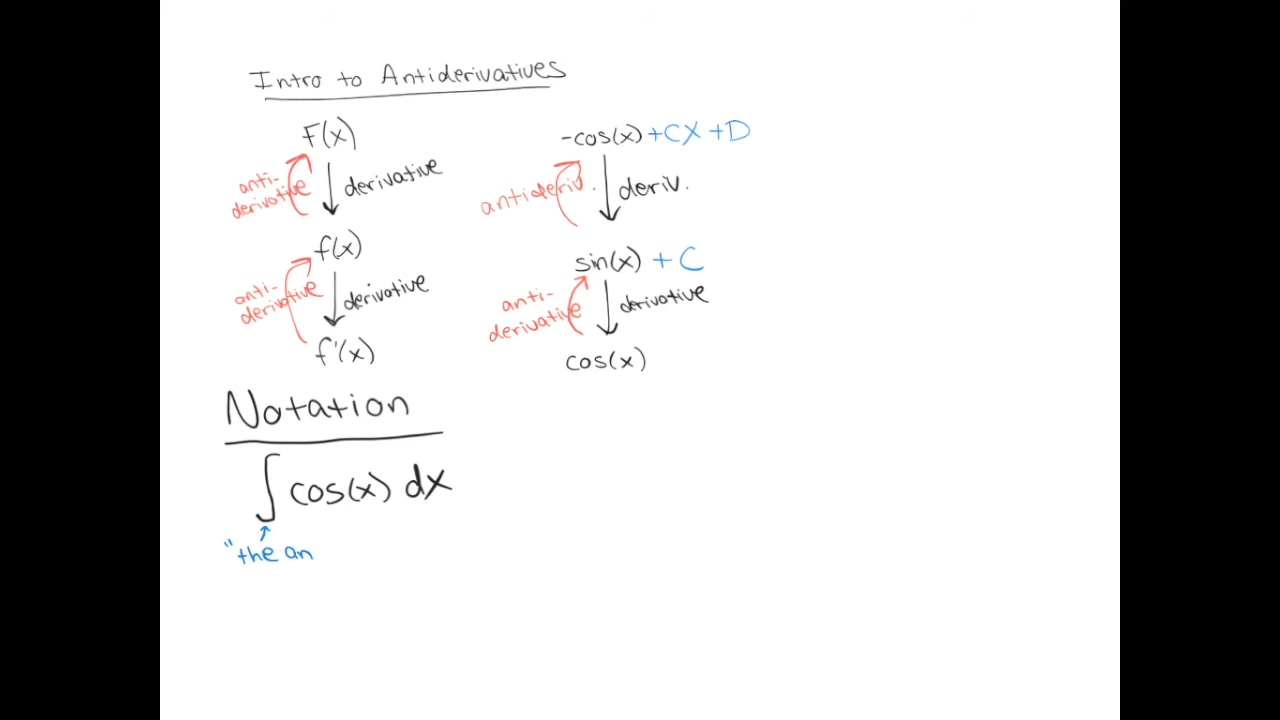 Intro to Antiderivatives
F(x)
anti-
derivative
derivative
f(x)
anti-
derivative
derivative
f'(x)
-cos(x) + CX + D
antideriv.
deriv.
sin(x) + C
anti-
derivative
derivative
cos(x)
Notation
∫ cos(x) dx
↑
"the an